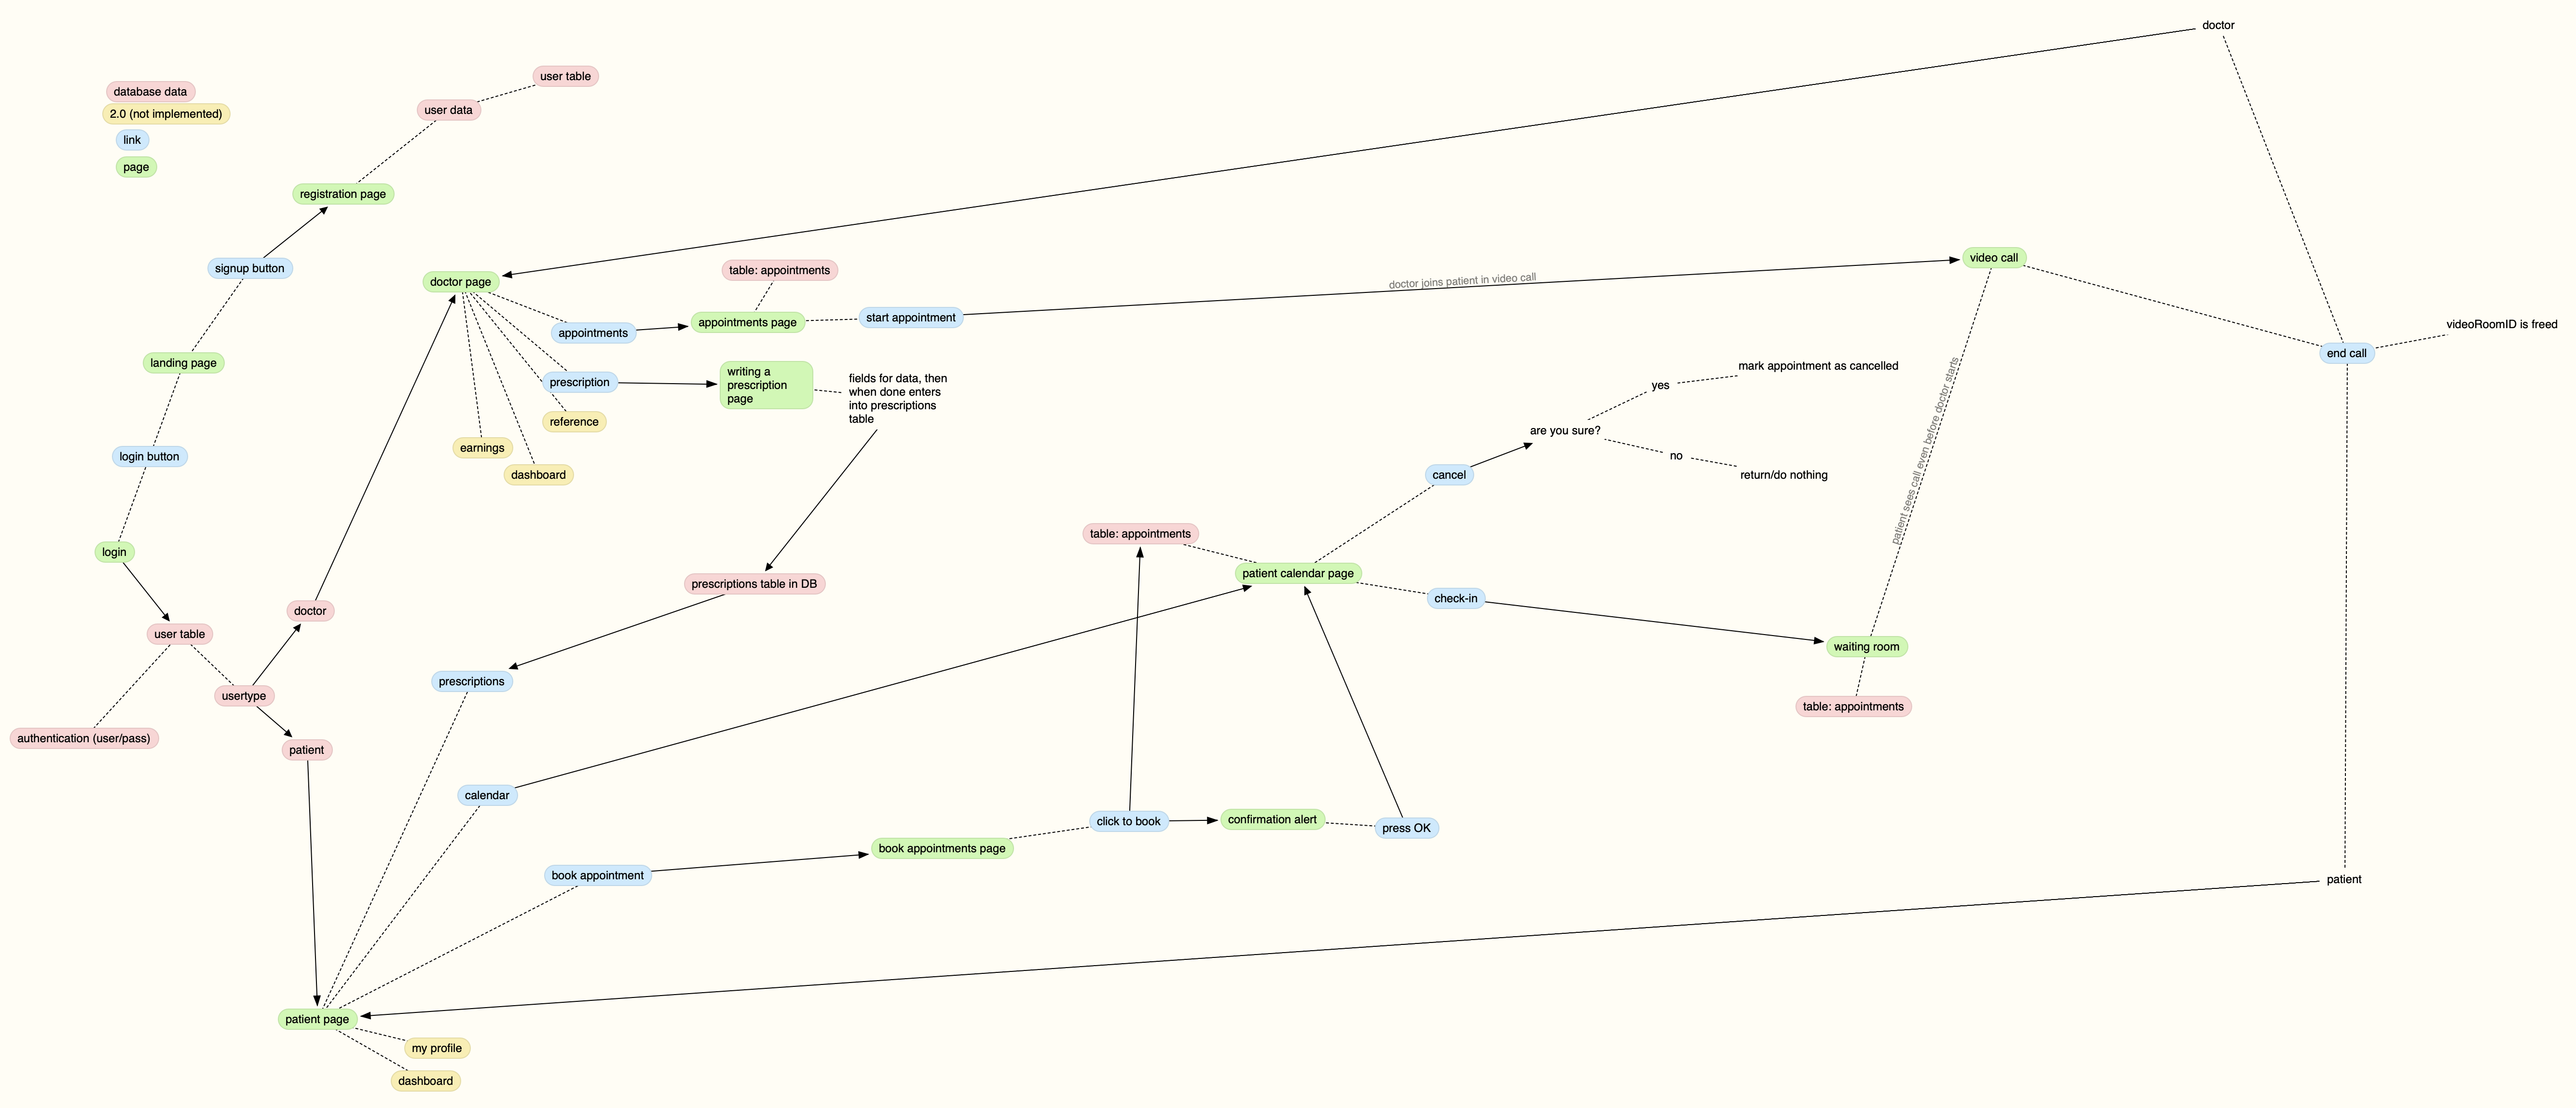 doctor
user table
database data
user data
2.0 (not implemented)
link
page
registration page
signup button
video call
table: appointments
doctor page
doctor joins patient in video call
start appointment
appointments page
appointments
videoRoomID is freed
end call
landing page
mark appointment as cancelled
writing a
prescription
page
prescription
fields for data, then
when done enters
into prescriptions
table
yes
reference
are you sure?
earnings
login button
no
dashboard
cancel
return/do nothing
patient sees call even before doctor starts
table: appointments
login
patient calendar page
prescriptions table in DB
check-in
doctor
user table
waiting room
prescriptions
usertype
table: appointments
authentication (user/pass)
patient
calendar
click to book
confirmation alert
press OK
book appointments page
book appointment
patient
patient page
my profile
dashboard